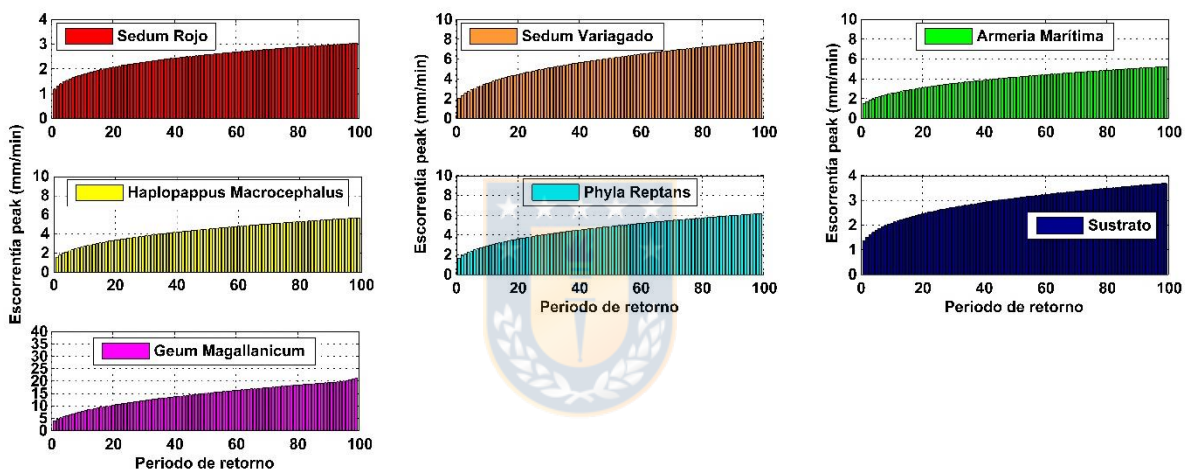 Escorrentía peak (mm/min)
4
3
2
1
0
Sedum Rojo
0 20 40 60 80 100
Escorrentía peak (mm/min)
10
8
6
4
2
0
Sedum Variagado
0 20 40 60 80 100
Escorrentía peak (mm/min)
10
8
6
4
2
0
Armeria Marítima
0 20 40 60 80 100
10
8
6
4
2
0
Haplopappus Macrocephalus
0 20 40 60 80 100
10
8
6
4
2
0
Phyla Reptans
0 20 40 60 80 100
Periodo de retorno
4
3
2
1
0
Sustrato
0 20 40 60 80 100
Periodo de retorno
40
35
30
25
20
15
10
5
0
Geum Magallanicum
0 20 40 60 80 100
Periodo de retorno